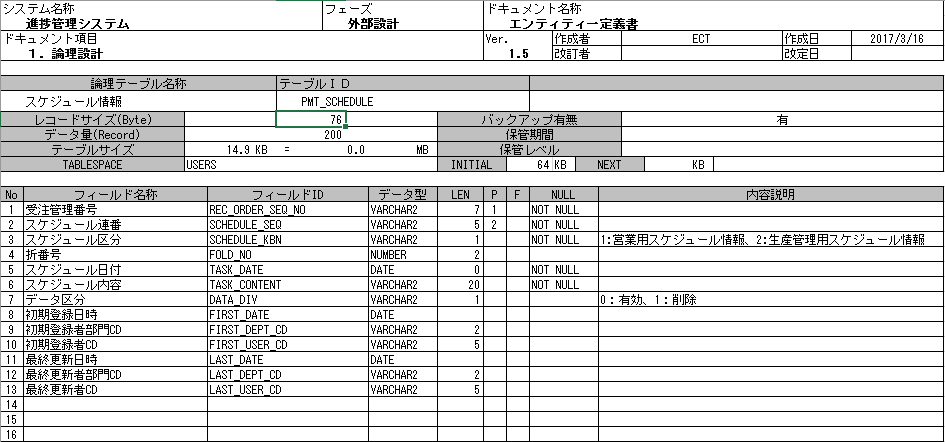 システム名称 フェーズ ドキュメント名称
進捗管理システム 外部設計 エンティティー定義書
ドキュメント項目 Ver. 作成者 ECT 作成日 2017/3/16
1．論理設計 1.5 改訂者 改定日
論理テーブル名称 テーブルＩＤ
スケジュール情報 PMT_SCHEDULE
レコードサイズ(Byte) 76 バックアップ有無 有
データ量(Record) 200 保管期間
テーブルサイズ 14.9 KB = 0.0 MB 保管レベル
TABLESPACE USERS INITIAL 64 KB NEXT KB
No フィールド名称 フィールドID データ型 LEN P F NULL 内容説明
1 受注管理番号 REC_ORDER_SEQ_NO VARCHAR2 7 1 NOT NULL
2 スケジュール連番 SCHEDULE_SEQ VARCHAR2 5 2 NOT NULL
3 スケジュール区分 SCHEDULE_KBN VARCHAR2 1 NOT NULL 1:営業用スケジュール情報、2:生産管理用スケジュール情報
4 折番号 FOLD_NO NUMBER 2
5 スケジュール日付 TASK_DATE DATE 0 NOT NULL
6 スケジュール内容 TASK_CONTENT VARCHAR2 20 NOT NULL
7 データ区分 DATA_DIV VARCHAR2 1 0：有効、1：削除
8 初期登録日時 FIRST_DATE DATE
9 初期登録者部門CD FIRST_DEPT_CD VARCHAR2 2
10 初期登録者CD FIRST_USER_CD VARCHAR2 5
11 最終更新日時 LAST_DATE DATE
12 最終更新者部門CD LAST_DEPT_CD VARCHAR2 2
13 最終更新者CD LAST_USER_CD VARCHAR2 5
14
15
16